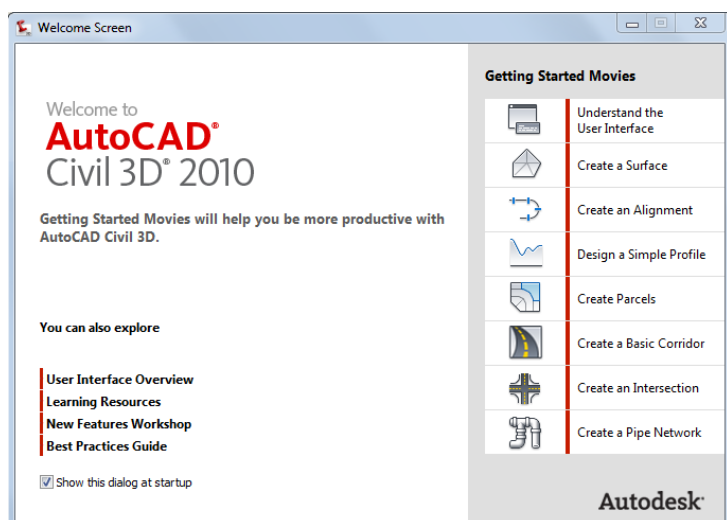 Welcome Screen
Welcome to
AutoCAD®
Civil 3D® 2010
Getting Started Movies will help you be more productive with
AutoCAD Civil 3D.
You can also explore
User Interface Overview
Learning Resources
New Features Workshop
Best Practices Guide
Show this dialog at startup
Getting Started Movies
Understand the
User Interface
Create a Surface
Create an Alignment
Design a Simple Profile
Create Parcels
Create a Basic Corridor
Create an Intersection
Create a Pipe Network
Autodesk